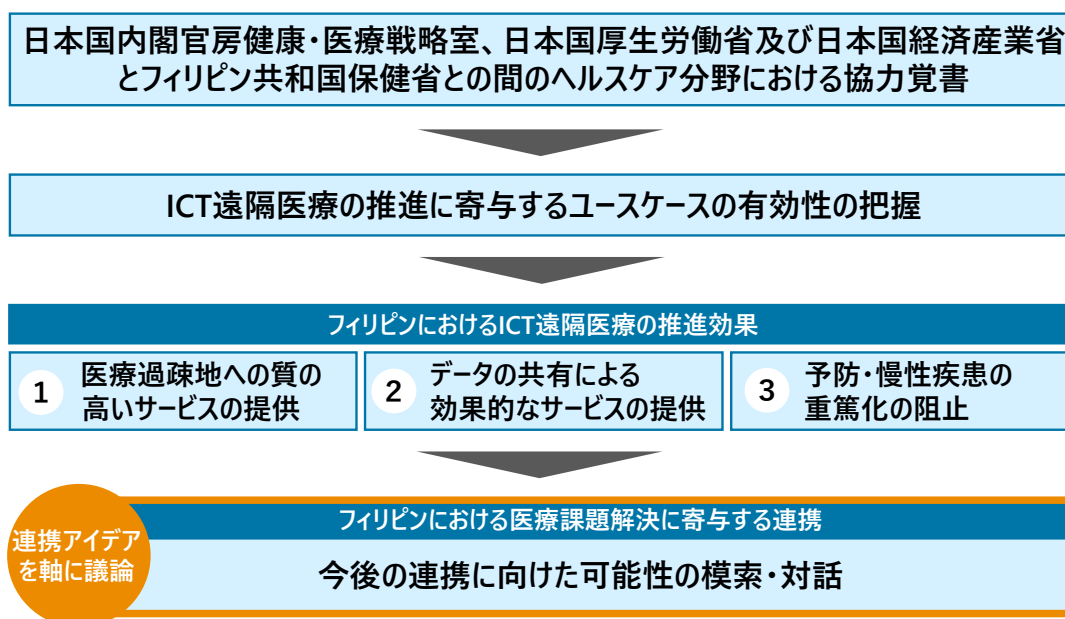 日本国内閣官房健康・医療戦略室、日本国厚生労働省及び日本国経済産業省
とフィリピン共和国保健省との間のヘルスケア分野における協力覚書
ICT遠隔医療の推進に寄与するユースケースの有効性の把握
フィリピンにおけるICT遠隔医療の推進効果
1
医療過疎地への質の
高いサービスの提供
2
データの共有による
効果的なサービスの提供
3
予防・慢性疾患の
重篤化の阻止
連携アイデア
を軸に議論
フィリピンにおける医療課題解決に寄与する連携
今後の連携に向けた可能性の模索・対話